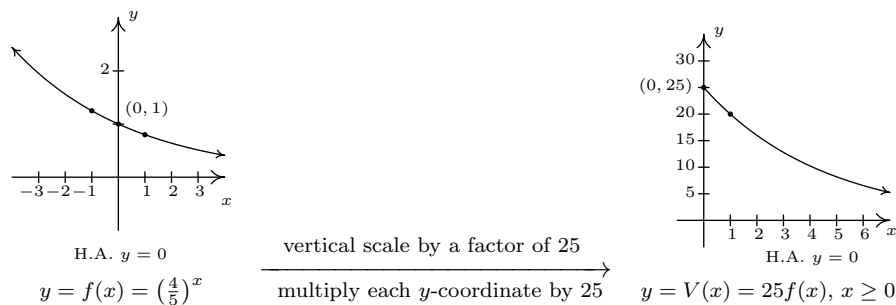 y
2
(0, 1)
−3 −2 −1 1 2 3
x
H.A. y = 0
y = f(x) = (4/5)^x
vertical scale by a factor of 25
multiply each y-coordinate by 25
y
30
(0, 25)
20
15
10
5
1 2 3 4 5 6
x
H.A. y = 0
y = V(x) = 25f(x), x ≥ 0